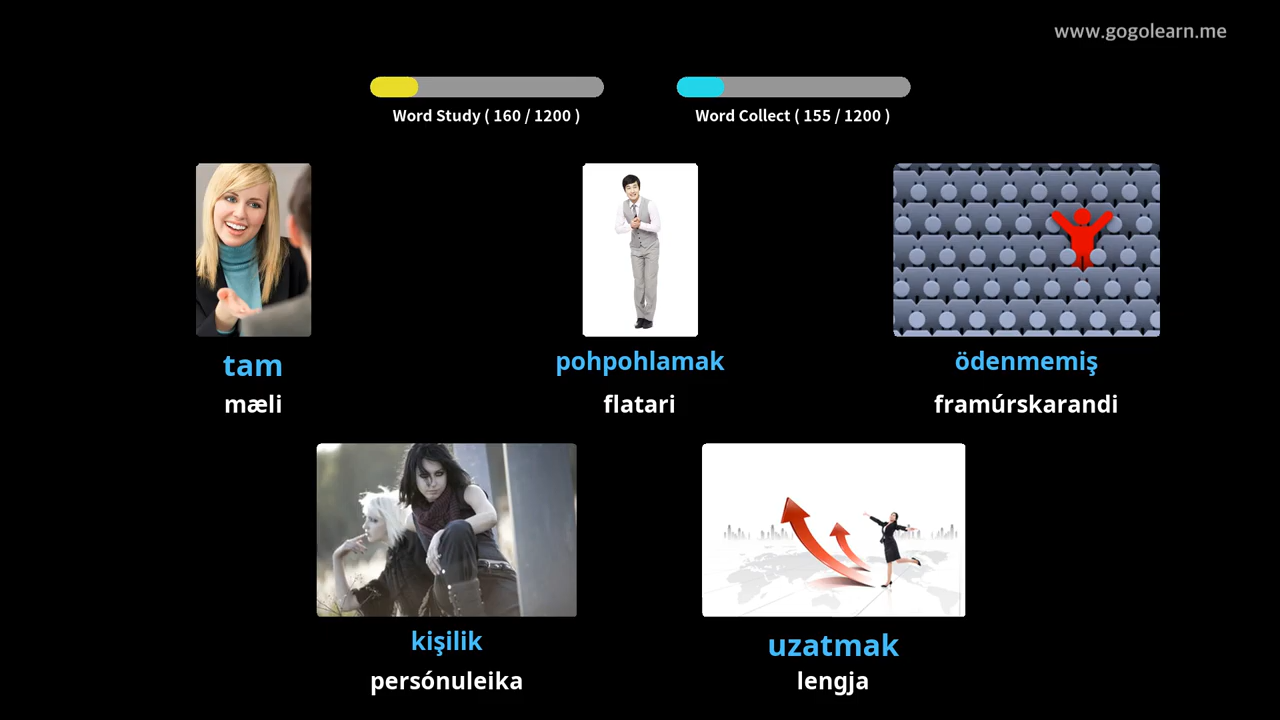 www.gogolearn.me
Word Study ( 160 / 1200 )
Word Collect ( 155 / 1200 )
tam
mæli
pohpohlamak
flatari
ödenmemiş
framúrskarandi
kişilik
persónuleika
uzatmak
lengja